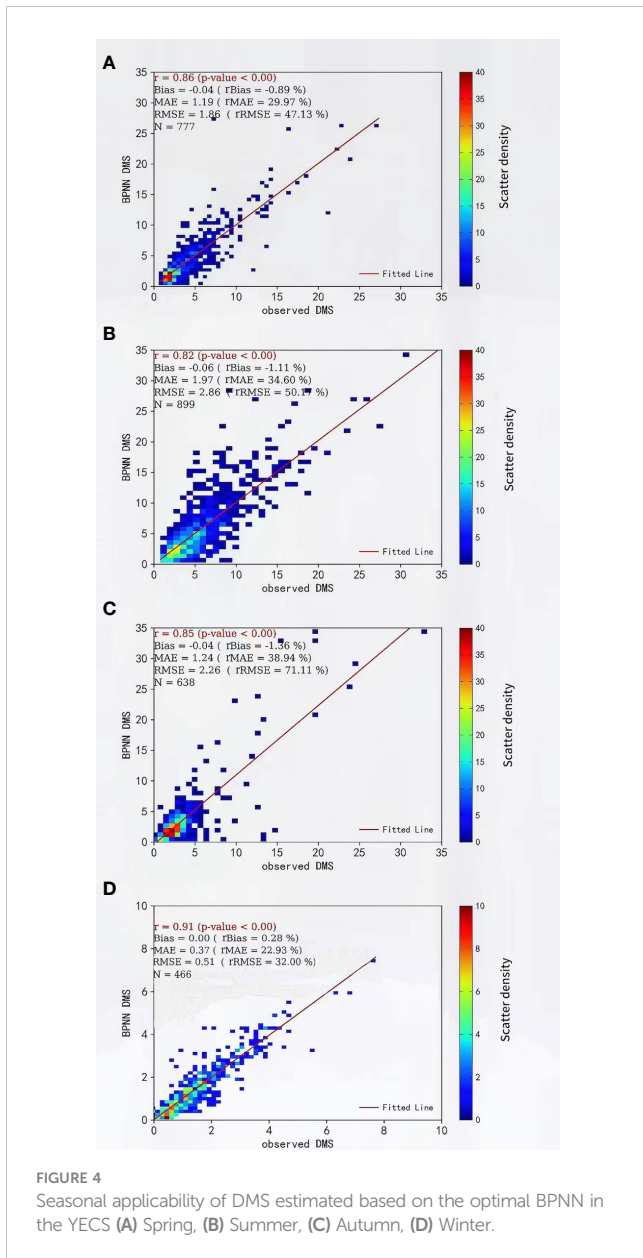 A
35
30
25
20
15
10
5
0
BPNN DMS
r = 0.86 (p-value < 0.00)
Bias = -0.04 ( rBias = -0.89 %)
MAE = 1.19 ( rMAE = 29.97 %)
RMSE = 1.86 ( rRMSE = 47.13 %)
N = 777
Fitted Line
0 5 10 15 20 25 30 35
observed DMS
40
35
30
25
20
15
10
5
0
Scatter density
B
35
30
25
20
15
10
5
0
BPNN DMS
r = 0.82 (p-value < 0.00)
Bias = -0.06 ( rBias = -1.11 %)
MAE = 1.97 ( rMAE = 34.60 %)
RMSE = 2.86 ( rRMSE = 50.17 %)
N = 899
Fitted Line
0 5 10 15 20 25 30 35
observed DMS
40
35
30
25
20
15
10
5
0
Scatter density
C
35
30
25
20
15
10
5
0
BPNN DMS
r = 0.85 (p-value < 0.00)
Bias = -0.04 ( rBias = -1.36 %)
MAE = 1.24 ( rMAE = 38.94 %)
RMSE = 2.26 ( rRMSE = 71.11 %)
N = 638
Fitted Line
0 5 10 15 20 25 30 35
observed DMS
40
35
30
25
20
15
10
5
0
Scatter density
D
10
8
6
4
2
0
BPNN DMS
r = 0.91 (p-value < 0.00)
Bias = 0.00 ( rBias = 0.28 %)
MAE = 0.37 ( rMAE = 22.93 %)
RMSE = 0.51 ( rRMSE = 32.00 %)
N = 466
Fitted Line
0 2 4 6 8 10
observed DMS
10
8
6
4
2
0
Scatter density
FIGURE 4
Seasonal applicability of DMS estimated based on the optimal BPNN in
the YECS (A) Spring, (B) Summer, (C) Autumn, (D) Winter.